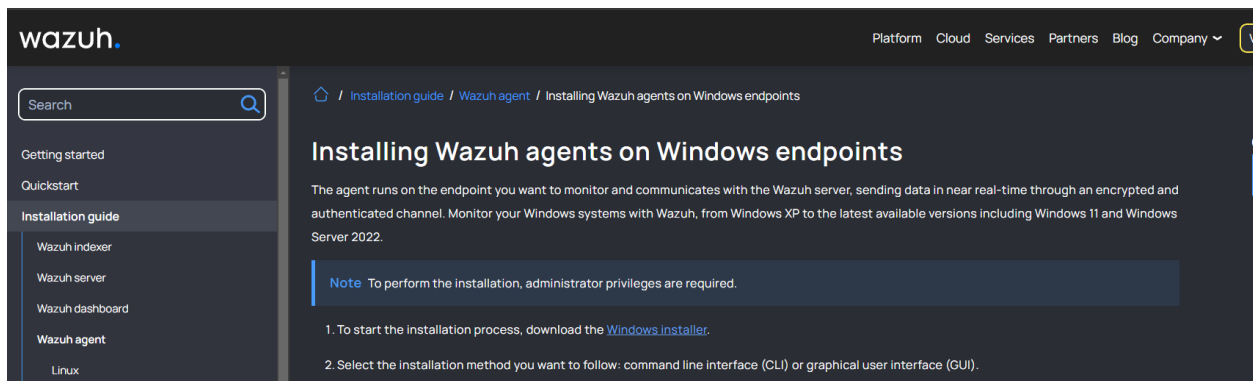 wazuh.
Platform Cloud Services Partners Blog Company
Search
Getting started
Quickstart
Installation guide
Wazuh indexer
Wazuh server
Wazuh dashboard
Wazuh agent
Linux
/ Installation guide / Wazuh agent / Installing Wazuh agents on Windows endpoints
Installing Wazuh agents on Windows endpoints
The agent runs on the endpoint you want to monitor and communicates with the Wazuh server, sending data in near real-time through an encrypted and
authenticated channel. Monitor your Windows systems with Wazuh, from Windows XP to the latest available versions including Windows 11 and Windows
Server 2022.
Note To perform the installation, administrator privileges are required.
1. To start the installation process, download the Windows installer.
2. Select the installation method you want to follow: command line interface (CLI) or graphical user interface (GUI).